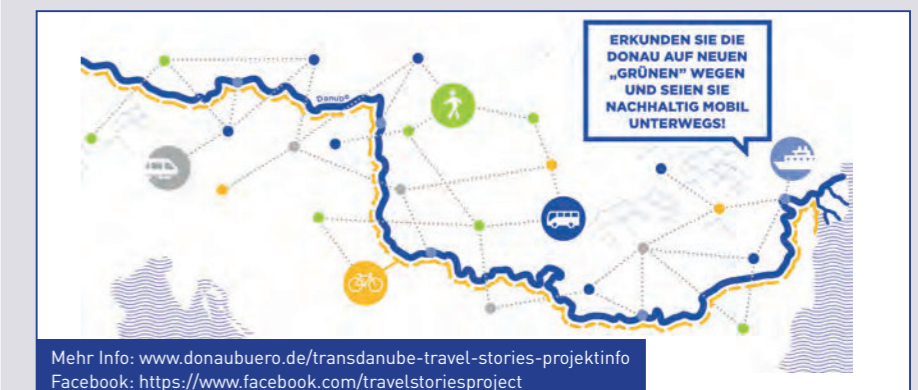 ERKUNDEN SIE DIE
DONAU AUF NEUEN
„GRÜNEN” WEGEN
UND SEIEN SIE
NACHHALTIG MOBIL
UNTERWEGS!
Danube
Mehr Info: www.donaubuero.de/transdanube-travel-stories-projektinfo
Facebook: https://www.facebook.com/travelstoriesproject